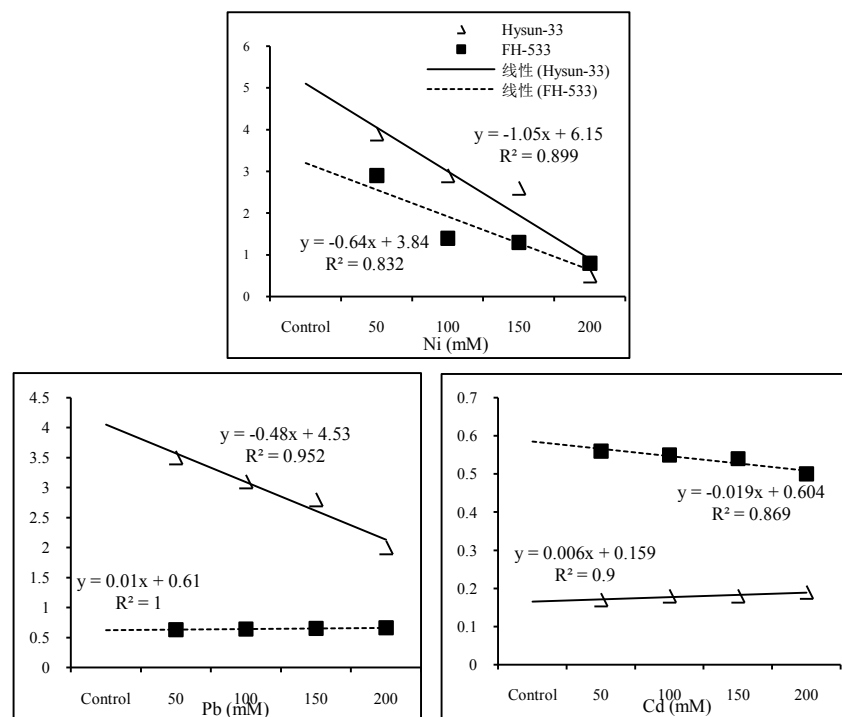 Hysun-33
FH-533
线性 (Hysun-33)
线性 (FH-533)
6
5
4
3
2
1
0
y = -1.05x + 6.15
R² = 0.899
y = -0.64x + 3.84
R² = 0.832
Control 50 100 150 200
Ni (mM)
4.5
4
3.5
3
2.5
2
1.5
1
0.5
0
y = -0.48x + 4.53
R² = 0.952
y = 0.01x + 0.61
R² = 1
Control 50 100 150 200
Pb (mM)
0.7
0.6
0.5
0.4
0.3
0.2
0.1
0
y = -0.019x + 0.604
R² = 0.869
y = 0.006x + 0.159
R² = 0.9
Control 50 100 150 200
Cd (mM)